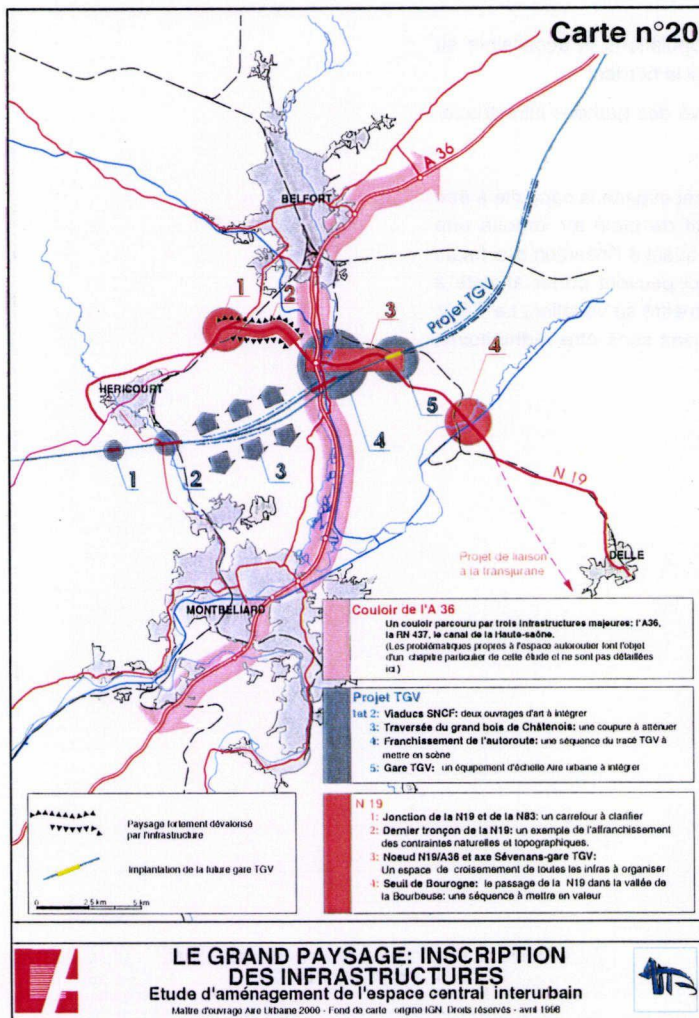 Carte n°20
A 36
BELFORT
Projet TGV
1
2
3
4
HERICOURT
5
1
2
3
4
N 19
DELLE
Projet de liaison
à la transjurane
MONTBELIARD
Couloir de l'A 36
Un couloir parcouru par trois infrastructures majeures: l'A36,
la RN 437, le canal de la Haute-saône.
(Les problématiques propres à l'espace autoroutier font l'objet
d'un chapitre particulier de cette étude et ne sont pas détaillées
ici.)
Projet TGV
1et 2: Viaducs SNCF: deux ouvrages d'art à intégrer
3: Traversée du grand bois de Châtenois: une coupure à atténuer
4: Franchissement de l'autoroute: une séquence du tracé TGV à
mettre en scène
5: Gare TGV: un équipement d'échelle Aire urbaine à intégrer
N 19
1: Jonction de la N19 et de la N83: un carrefour à clarifier
2: Dernier tronçon de la N19: un exemple de l'affranchissement
des contraintes naturelles et topographiques.
3: Noeud N19/A36 et axe Sévenans-gare TGV:
Un espace de croisement de toutes les infras à organiser
4: Seuil de Bourogne: le passage de la N19 dans la vallée de
la Bourbeuse: une séquence à mettre en valeur
Paysage fortement dévalorisé
par l'infrastructure
Implantation de la future gare TGV
0 2,5 km 5 km
LE GRAND PAYSAGE: INSCRIPTION
DES INFRASTRUCTURES
Etude d'aménagement de l'espace central interurbain
Maître d'ouvrage Aire Urbaine 2000 - Fond de carte origine IGN Droits réservés - avril 1996